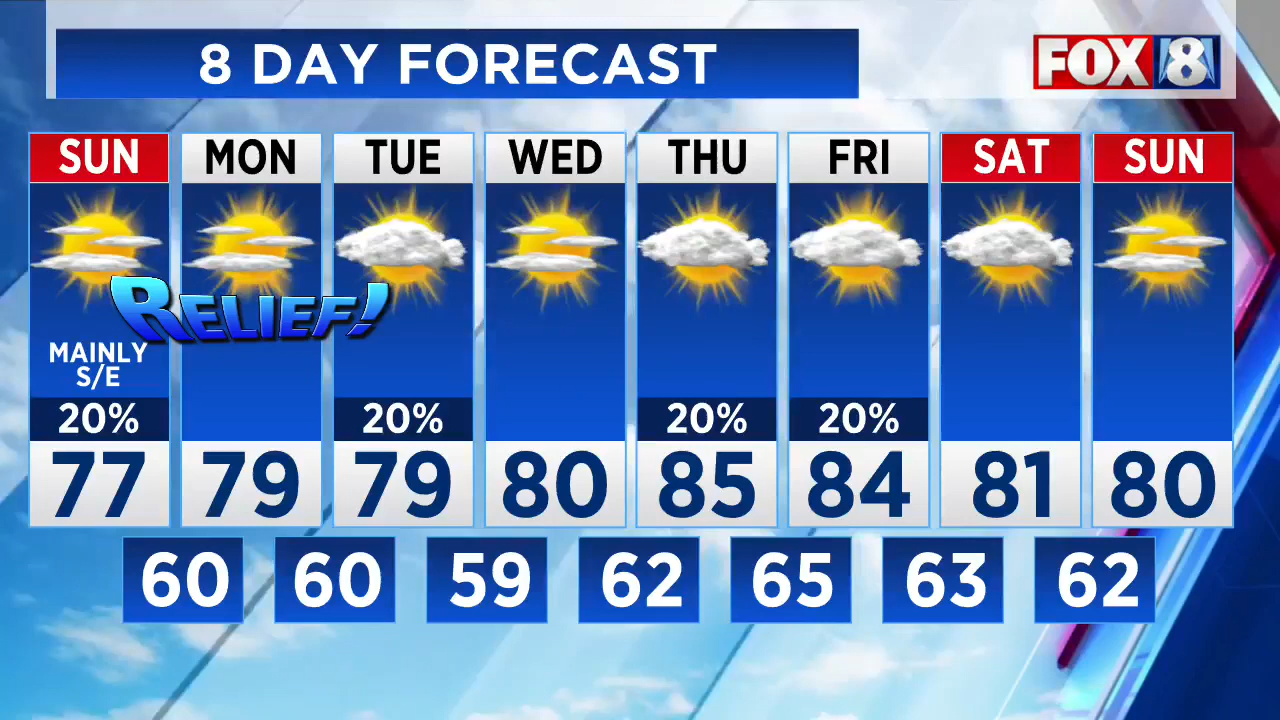 8 DAY FORECAST
FOX 8
SUN MON TUE WED THU FRI SAT SUN
RELIEF!
MAINLY
S/E
20% 20% 20% 20%
77 79 79 80 85 84 81 80
60 60 59 62 65 63 62